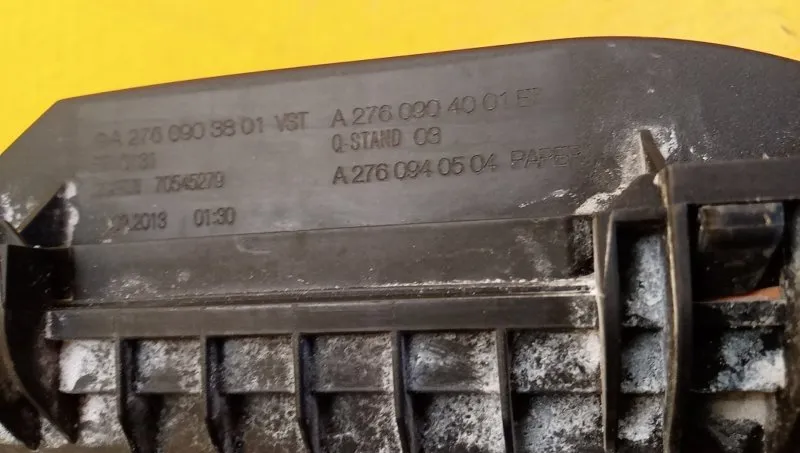 A 276 090 38 01 VST
70545279
.2013 01:30
A 276 090 40 01
Q-STAND 03
A 276 094 05 04 PAPER